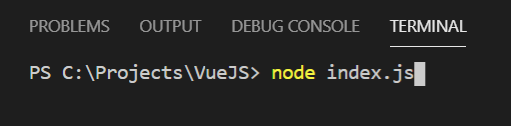 PROBLEMS OUTPUT DEBUG CONSOLE TERMINAL
PS C:\Projects\VueJS> node index.js